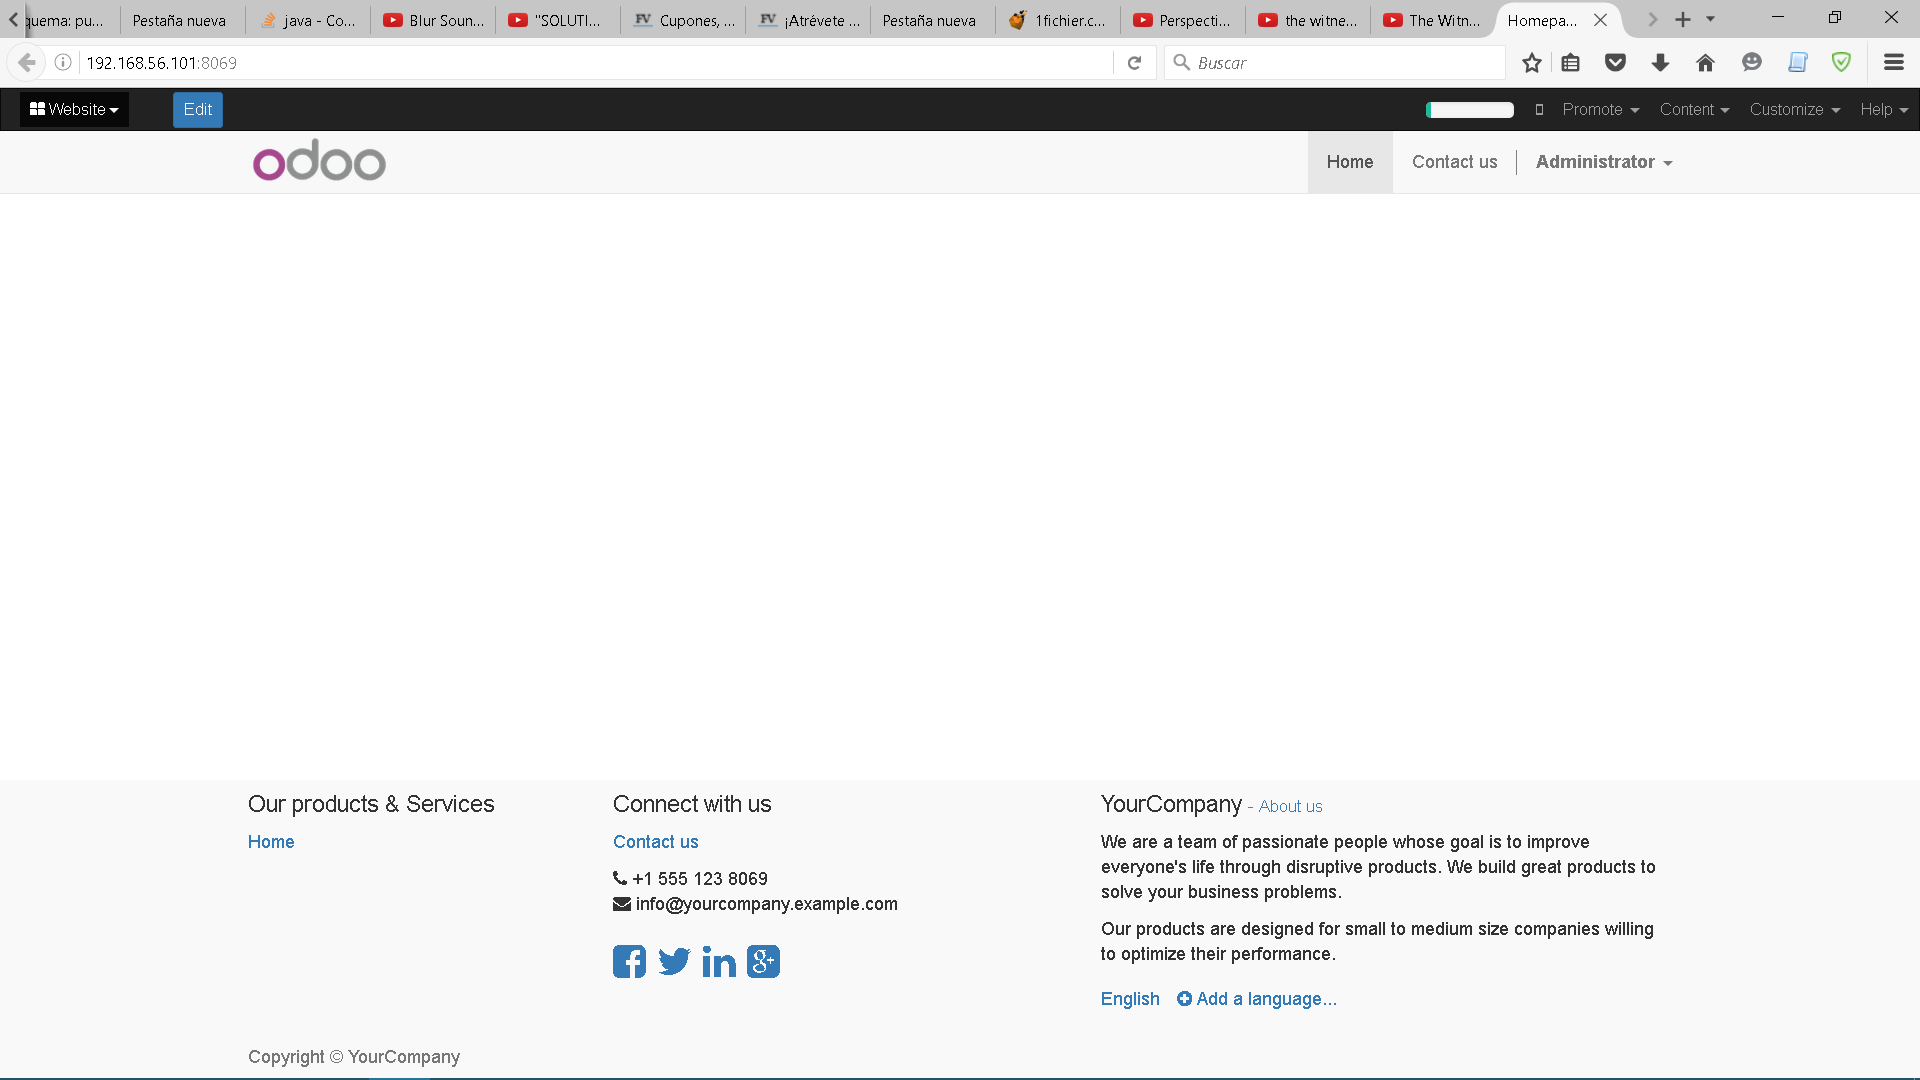 quema: pu...
Pestaña nueva
java - Co...
Blur Soun...
"SOLUTI...
FV Cupones, ...
FV ¡Atrévete ...
Pestaña nueva
1fichier.c...
Perspecti...
the witne...
The Witn...
Homepa...
192.168.56.101:8069
Buscar
Website
Edit
Promote
Content
Customize
Help
odoo
Home
Contact us
Administrator
Our products & Services
Home
Connect with us
Contact us
+1 555 123 8069
info@yourcompany.example.com
YourCompany - About us
We are a team of passionate people whose goal is to improve
everyone's life through disruptive products. We build great products to
solve your business problems.
Our products are designed for small to medium size companies willing
to optimize their performance.
English Add a language...
Copyright © YourCompany